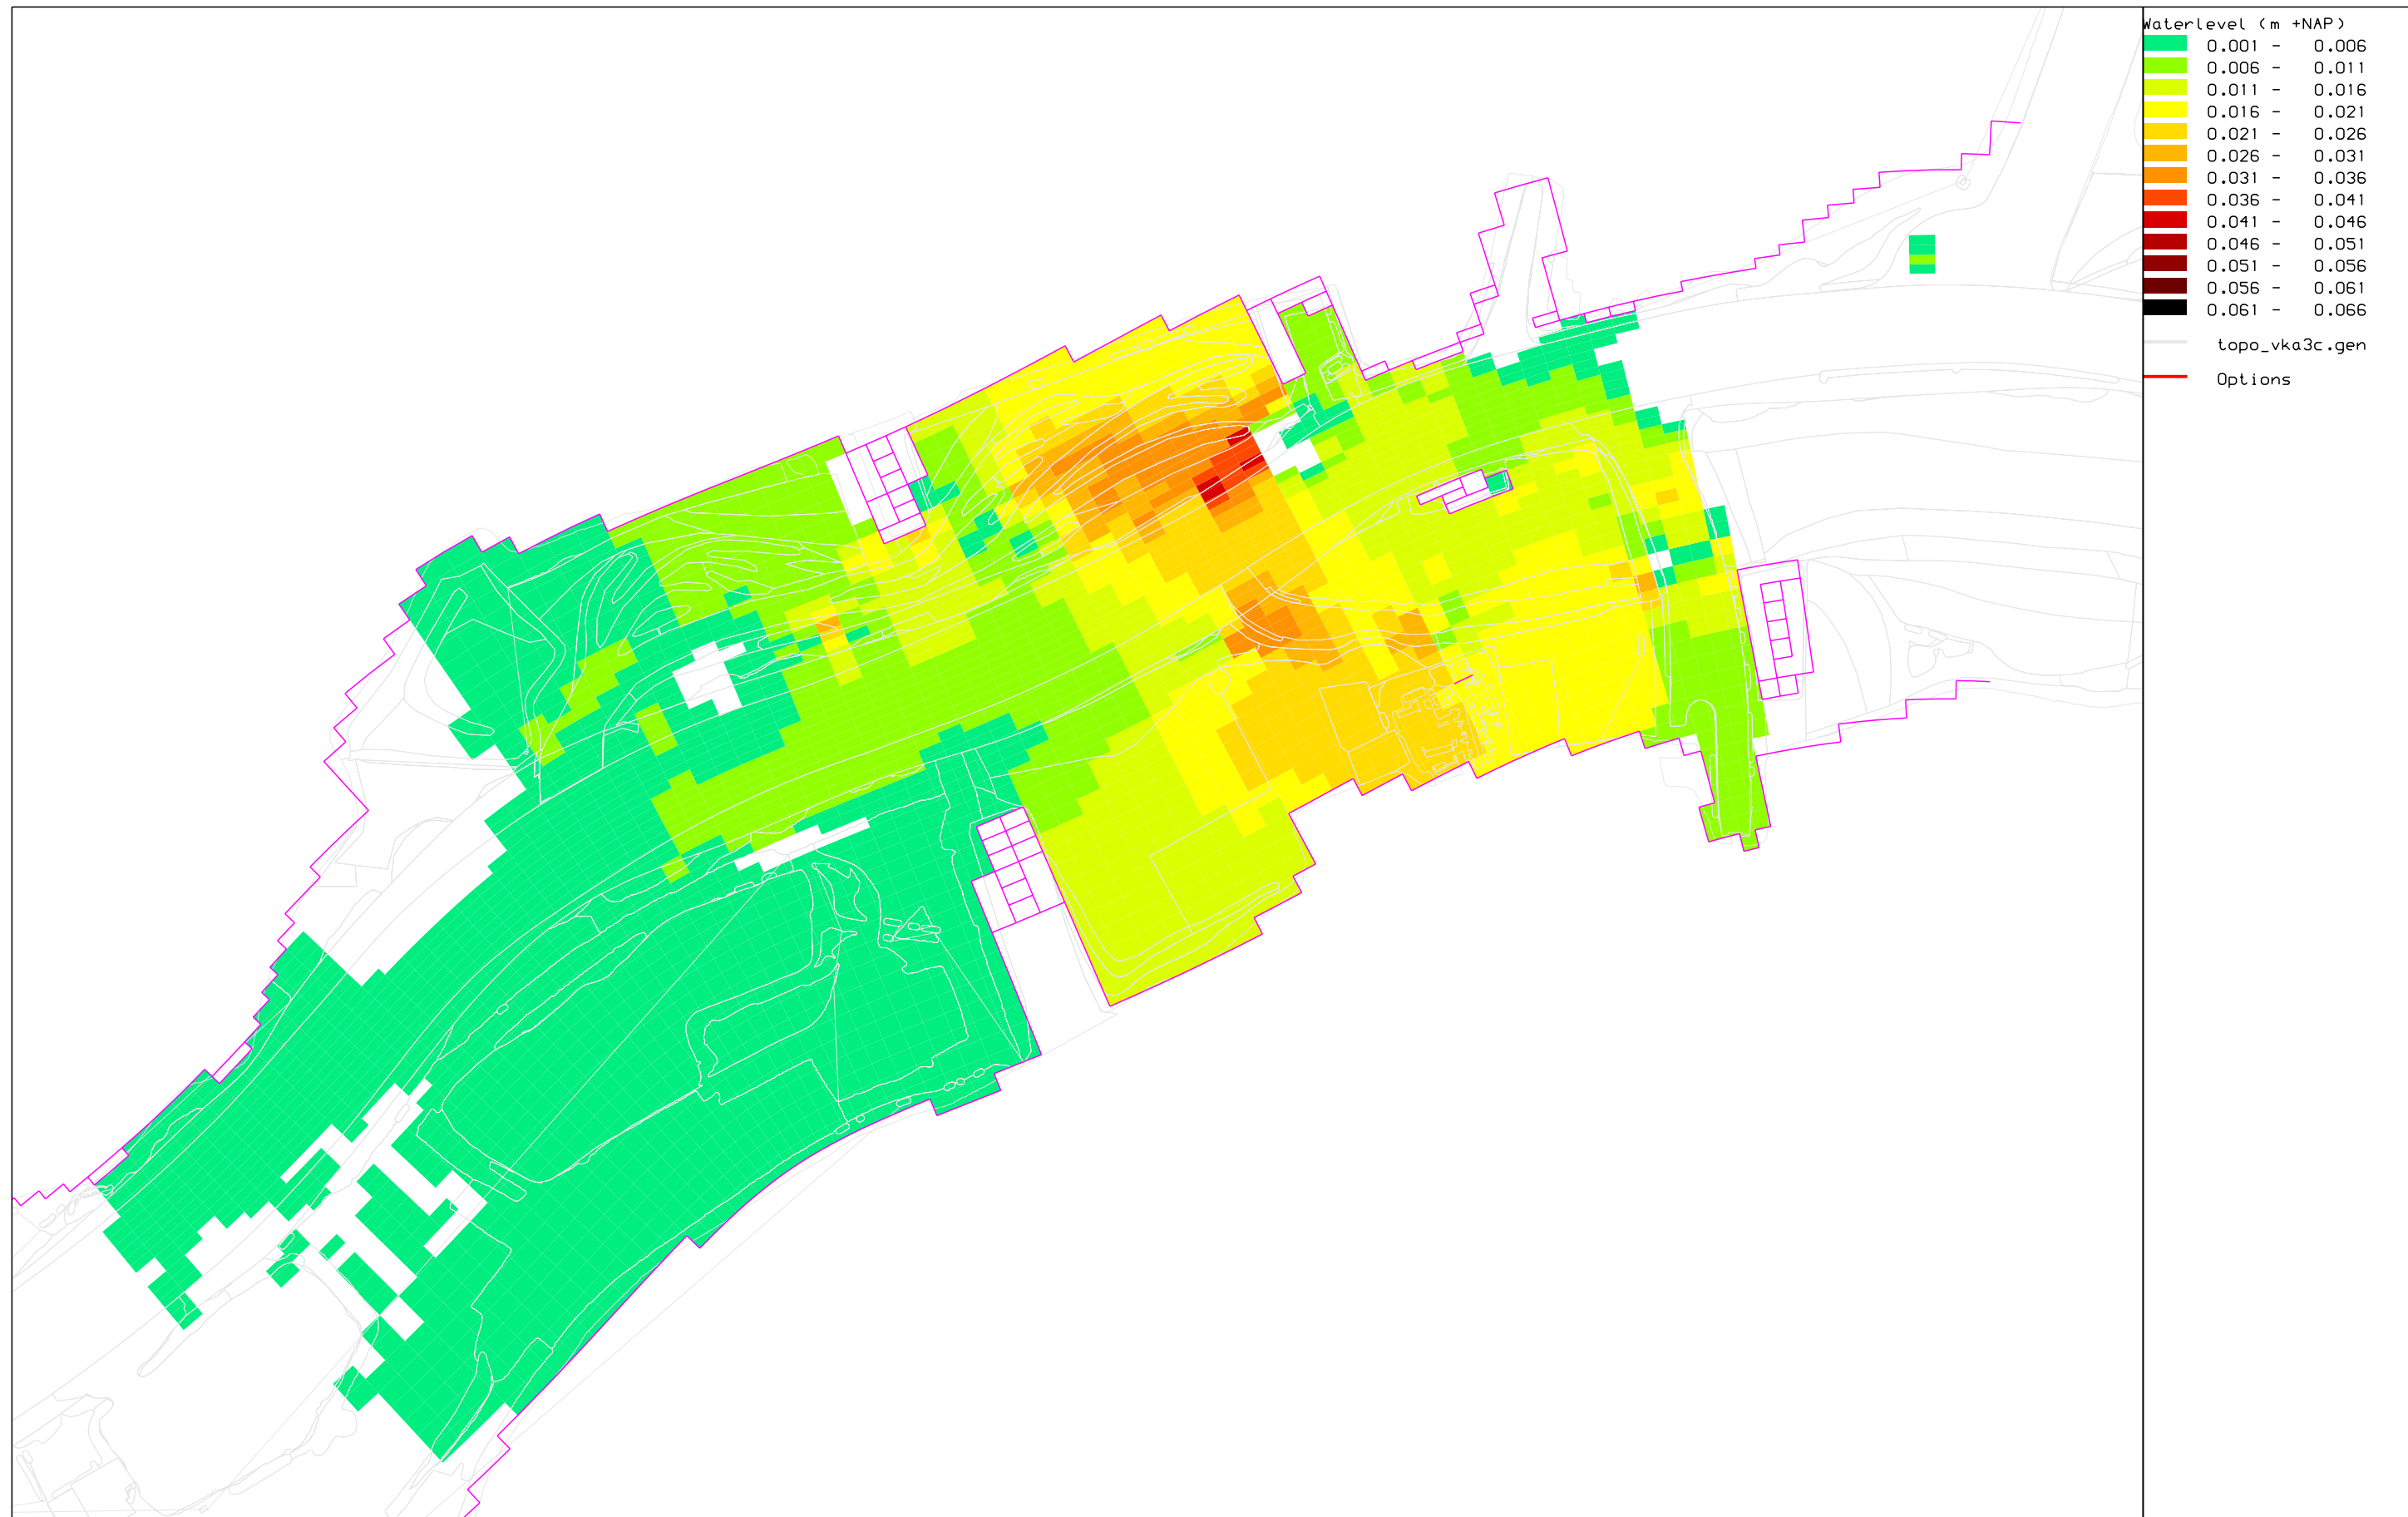 Waterlevel (m +NAP)
0.001 - 0.006
0.006 - 0.011
0.011 - 0.016
0.016 - 0.021
0.021 - 0.026
0.026 - 0.031
0.031 - 0.036
0.036 - 0.041
0.041 - 0.046
0.046 - 0.051
0.051 - 0.056
0.056 - 0.061
0.061 - 0.066
topo_vka3c.gen
Options